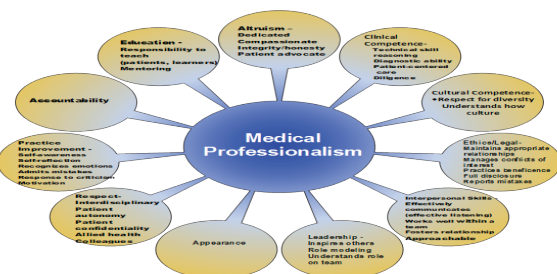 Altruism –
Dedicated
Compassionate
Integrity/honesty
Patient advocate
Clinical
Competence-
Technical skill
reasoning
Diagnostic ability
Patient-centered
care
Diligence
Cultural Competence-
•Respect for diversity
Understands how
culture
Ethics/Legal-
Maintains appropriate
relationships
Manages conflicts of
interest
Practices beneficence
Full disclosure
Reports mistakes
Interpersonal Skills -
Effectively
communicates
(effective listening)
Works well within a
team
Fosters relationship
Approachable
Leadership –
Inspires others
Role modeling
Understands role
on team
Appearance
Respect-
Interdisciplinary
Patient
autonomy
Patient
confidentiality
Allied health
Colleagues
Practice
Improvement –
Self-awareness
Self-reflection
Recognizes emotions
Admits mistakes
Response to criticism
Motivation
Accountability
Education -
Responsibility to
teach
(patients, learners)
Mentoring
Medical
Professionalism